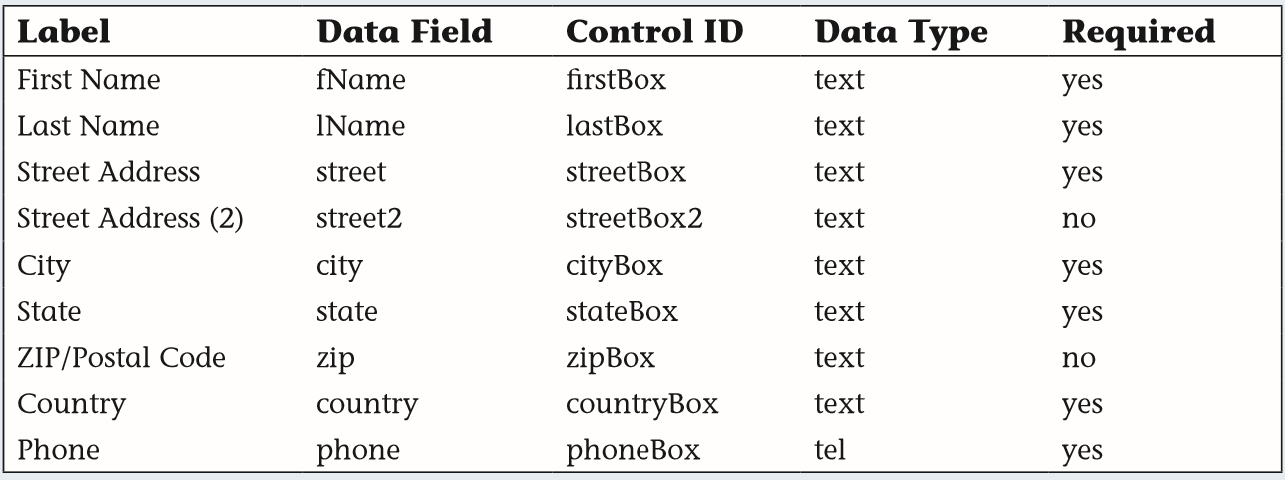 Label Data Field Control ID Data Type Required
First Name fName firstBox text yes
Last Name lName lastBox text yes
Street Address street streetBox text yes
Street Address (2) street2 streetBox2 text no
City city cityBox text yes
State state stateBox text yes
ZIP/Postal Code zip zipBox text no
Country country countryBox text yes
Phone phone phoneBox tel yes